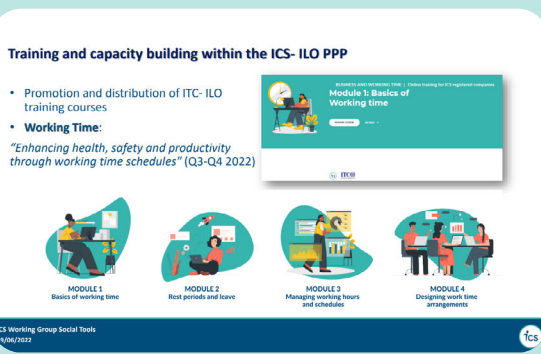 Training and capacity building within the ICS- ILO PPP
• Promotion and distribution of ITC- ILO
training courses
• Working Time:
"Enhancing health, safety and productivity
through working time schedules" (Q3-Q4 2022)
BUSINESS AND WORKING TIME | Online training for ICS registered companies
Module 1: Basics of
Working time
MODULE 1
Basics of working time
MODULE 2
Rest periods and leave
MODULE 3
Managing working hours
and schedules
MODULE 4
Designing work time
arrangements
CS Working Group Social Tools
9/06/2022
ics